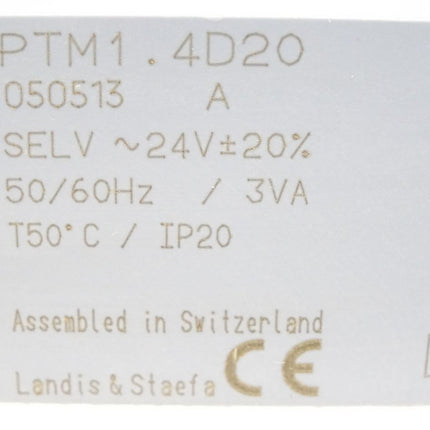 PTM1.4D20
050513 A
SELV ~24V±20%
50/60Hz / 3VA
T50°C / IP20
Assembled in Switzerland
Landis & Staefa CE